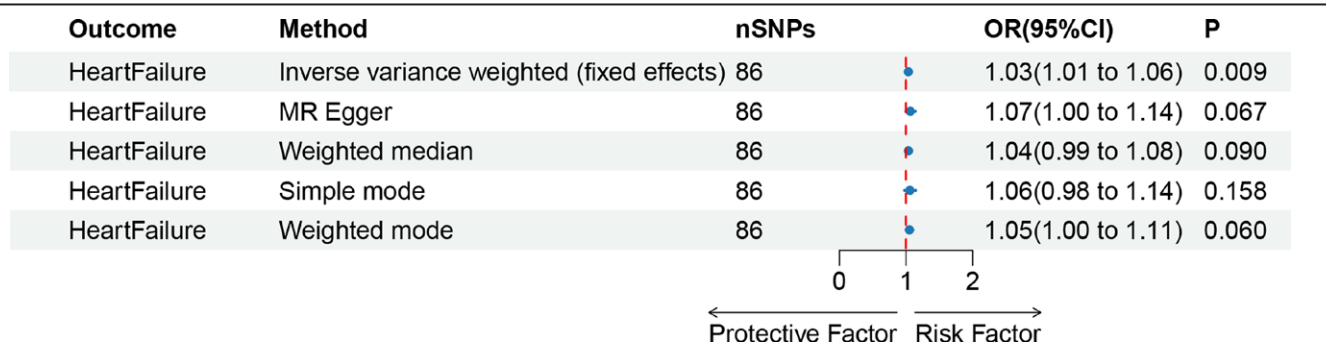 Outcome Method nSNPs OR(95%CI) P
HeartFailure Inverse variance weighted (fixed effects) 86 1.03(1.01 to 1.06) 0.009
HeartFailure MR Egger 86 1.07(1.00 to 1.14) 0.067
HeartFailure Weighted median 86 1.04(0.99 to 1.08) 0.090
HeartFailure Simple mode 86 1.06(0.98 to 1.14) 0.158
HeartFailure Weighted mode 86 1.05(1.00 to 1.11) 0.060
0 1 2
Protective Factor Risk Factor